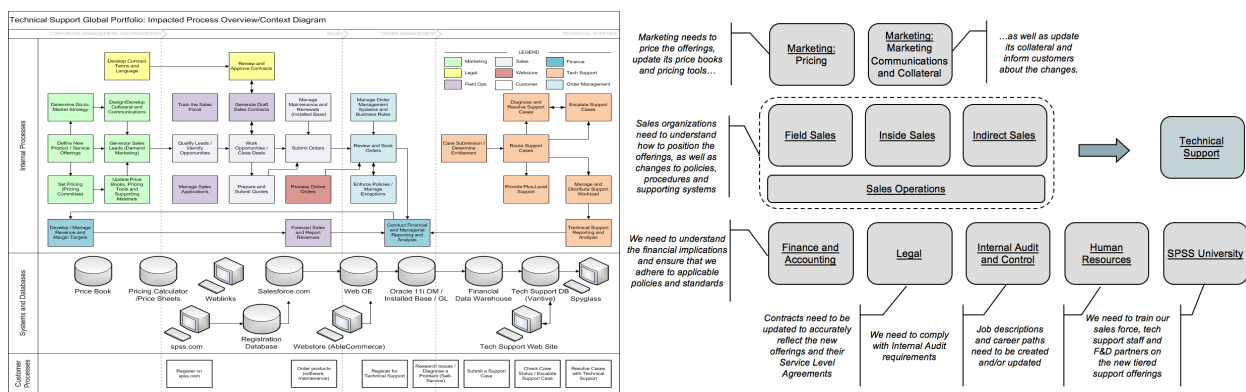 Technical Support Global Portfolio: Impacted Process Overview/Context Diagram
CORPORATE MANAGEMENT AND MARKETING
SALES
ORDER MANAGEMENT
TECHNICAL SUPPORT
Internal Processes
Develop Contract
Terms and
Language
Review and
Approve Contracts
LEGEND
Marketing
Sales
Finance
Legal
Webstore
Tech Support
Field Ops
Customer
Order Management
Determine Go-to-
Market Strategy
Design/Develop
Collateral and
Communications
Train the Sales
Force
Generate Draft
Sales Contracts
Manage
Maintenance and
Renewals
(Installed Base)
Manage Order
Management
Systems and
Business Rules
Diagnose and
Resolve Support
Cases
Escalate Support
Cases
Define New
Product / Service
Offerings
Generate Sales
Leads (Demand
Marketing)
Qualify Leads /
Identify
Opportunities
Work
Opportunities /
Close Deals
Submit Orders
Review and Book
Orders
Case Submission /
Determine
Entitlement
Route Support
Cases
Set Pricing
(Pricing
Committee)
Update Price
Books, Pricing
Tools and
Supporting
Materials
Manage Sales
Applications
Prepare and
Submit Quotes
Process Online
Orders
Enforce Policies /
Manage
Exceptions
Provide Plus-Level
Support
Manage and
Distribute Support
Workload
Develop / Manage
Revenue and
Margin Targets
Forecast Sales
and Report
Revenues
Conduct Financial
and Managerial
Reporting and
Analysis
Technical Support
Reporting and
Analysis
Systems and Databases
Price Book
Pricing Calculator
/Price Sheets
Weblinks
Salesforce.com
Web OE
Oracle 11i OM /
Installed Base / GL
Financial
Data Warehouse
Tech Support DB
(Vantive)
Spyglass
spss.com
Registration
Database
Webstore (AbleCommerce)
Tech Support Web Site
Customer
Processes
Register on
spss.com
Order products
(software,
maintenance)
Register for
Technical Support
Research Issues /
Diagnose a
Problem (Self-
Service)
Submit a Support
Case
Check Case
Status / Escalate
Support Case
Resolve Cases with
Technical Support
Marketing needs to
price the offerings,
update its price books
and pricing tools…
Marketing:
Pricing
Marketing:
Marketing
Communications
and Collateral
…as well as update
its collateral and
inform customers
about the changes.
Sales organizations
need to understand
how to position the
offerings, as well as
changes to policies,
procedures and
supporting systems
Field Sales
Inside Sales
Indirect Sales
Sales Operations
Technical
Support
We need to understand
the financial implications
and ensure that we
adhere to applicable
policies and standards
Finance and
Accounting
Legal
Internal Audit
and Control
Human
Resources
SPSS University
Contracts need to be
updated to accurately
reflect the new
offerings and their
Service Level
Agreements
We need to comply
with Internal Audit
requirements
Job descriptions
and career paths
need to be created
and/or updated
We need to train our
sales force, tech
support staff and
F&D partners on
the new tiered
support offerings